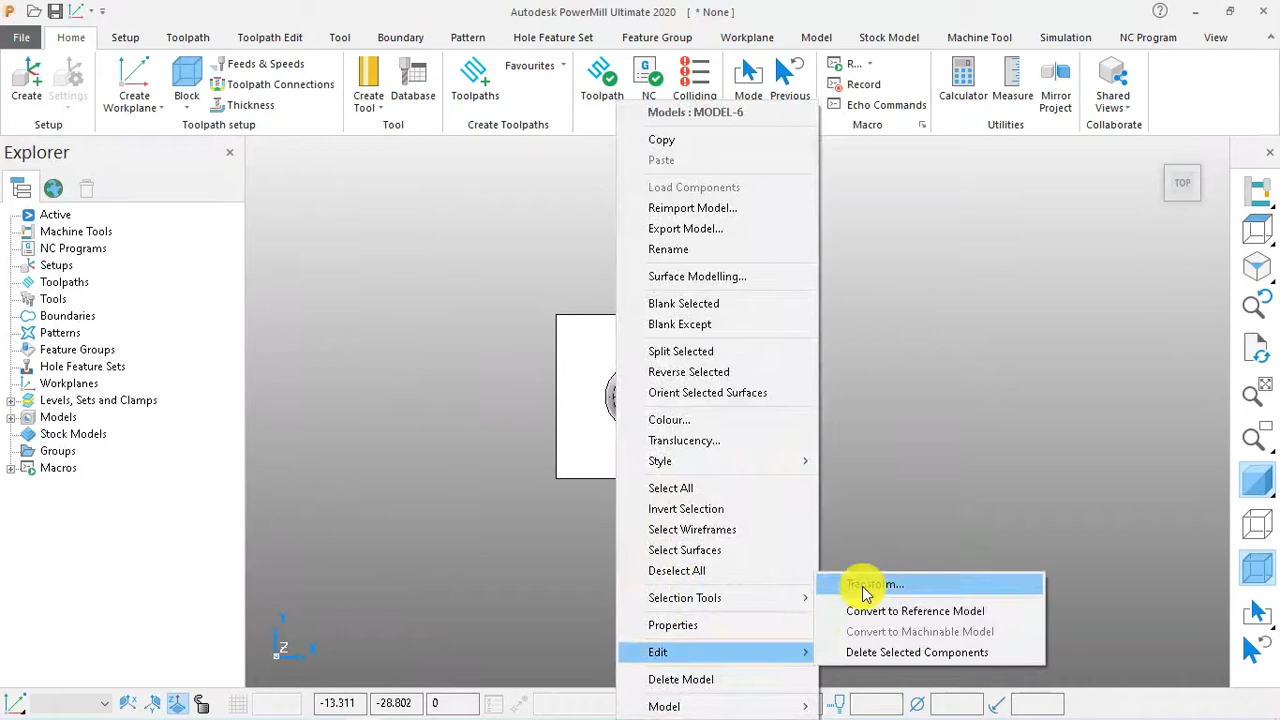 Autodesk PowerMill Ultimate 2020 [ * None ]
File Home Setup Toolpath Toolpath Edit Tool Boundary Pattern Hole Feature Set Feature Group Workplane Model Stock Model Machine Tool Simulation NC Program View
Create Settings
Setup
Create Workplane
Block
Feeds & Speeds
Toolpath Connections
Thickness
Toolpath setup
Create Tool
Database
Tool
Toolpaths
Favourites
Create Toolpaths
Toolpath
NC
Colliding
Mode
Previous
R...
Record
Echo Commands
Macro
Calculator
Measure
Mirror Project
Utilities
Shared Views
Collaborate
Explorer
Active
Machine Tools
NC Programs
Setups
Toolpaths
Tools
Boundaries
Patterns
Feature Groups
Hole Feature Sets
Workplanes
Levels, Sets and Clamps
Models
Stock Models
Groups
Macros
Models : MODEL-6
Copy
Paste
Load Components
Reimport Model...
Export Model...
Rename
Surface Modelling...
Blank Selected
Blank Except
Split Selected
Reverse Selected
Orient Selected Surfaces
Colour...
Translucency...
Style
Select All
Invert Selection
Select Wireframes
Select Surfaces
Deselect All
Selection Tools
Properties
Edit
Delete Model
Model
Transform...
Convert to Reference Model
Convert to Machinable Model
Delete Selected Components
TOP
Y
Z
X
-13.311
-28.802
0